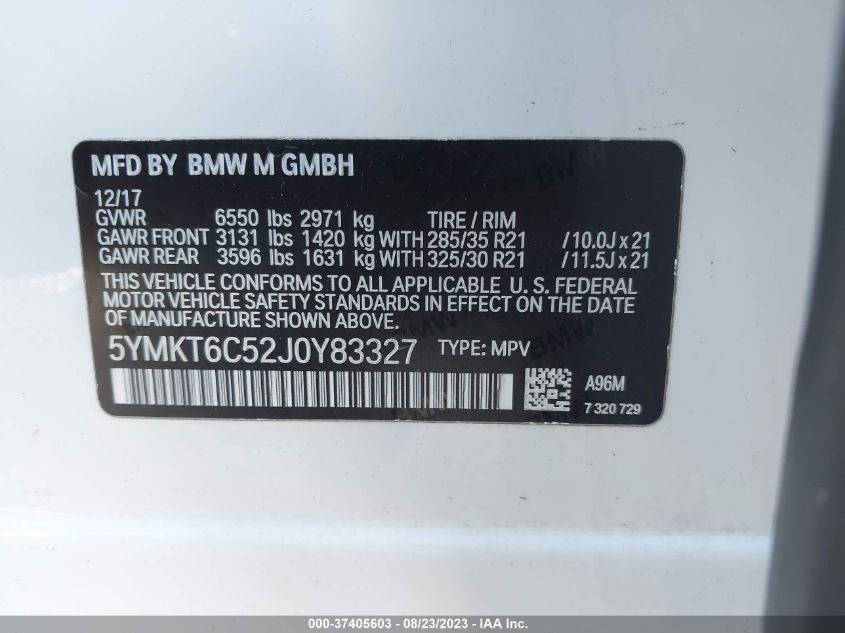 MFD BY BMW M GMBH
12/17
GVWR 6550 lbs 2971 kg TIRE / RIM
GAWR FRONT 3131 lbs 1420 kg WITH 285/35 R21 /10.0J x 21
GAWR REAR 3596 lbs 1631 kg WITH 325/30 R21 /11.5J x 21
THIS VEHICLE CONFORMS TO ALL APPLICABLE U. S. FEDERAL
MOTOR VEHICLE SAFETY STANDARDS IN EFFECT ON THE DATE
OF MANUFACTURE SHOWN ABOVE.
5YMKT6C52J0Y83327 TYPE: MPV
A96M
7 320 729
000-37405603 - 08/23/2023 - IAA Inc.